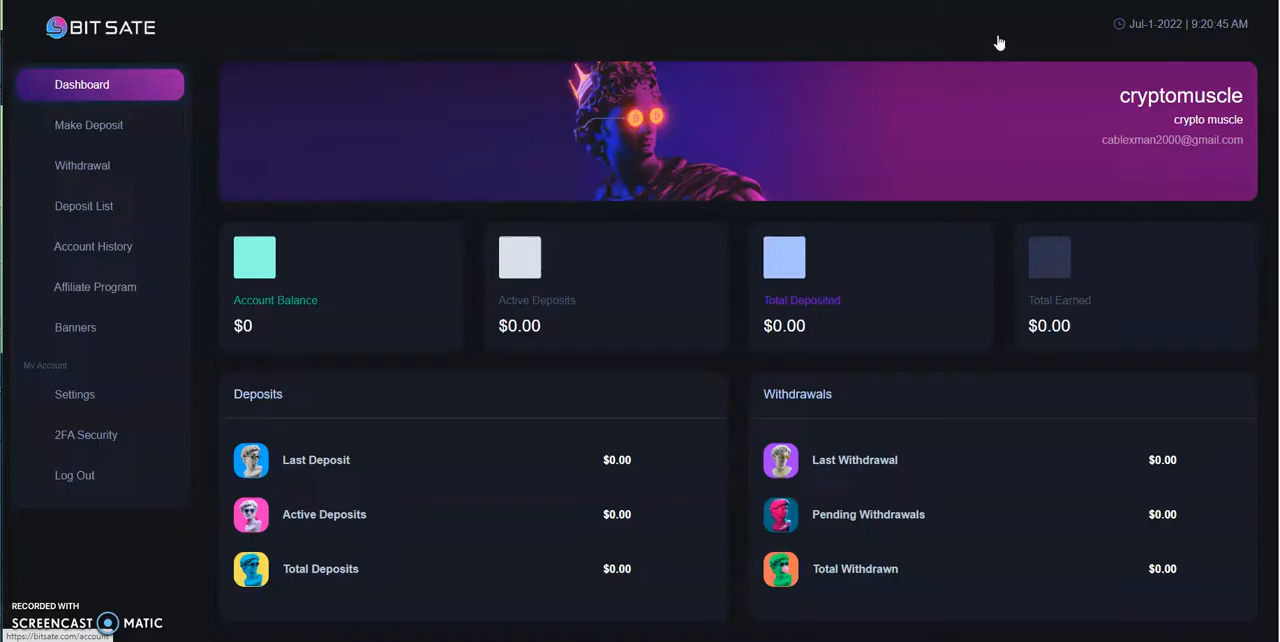 BIT SATE
Jul-1-2022 | 9:20:45 AM
Dashboard
Make Deposit
Withdrawal
Deposit List
Account History
Affiliate Program
Banners
My Account
Settings
2FA Security
Log Out
cryptomuscle
crypto muscle
cablexman2000@gmail.com
Account Balance
$0
Active Deposits
$0.00
Total Deposited
$0.00
Total Earned
$0.00
Deposits
Last Deposit $0.00
Active Deposits $0.00
Total Deposits $0.00
Withdrawals
Last Withdrawal $0.00
Pending Withdrawals $0.00
Total Withdrawn $0.00
RECORDED WITH
SCREENCAST MATIC
https://bitsate.com/account